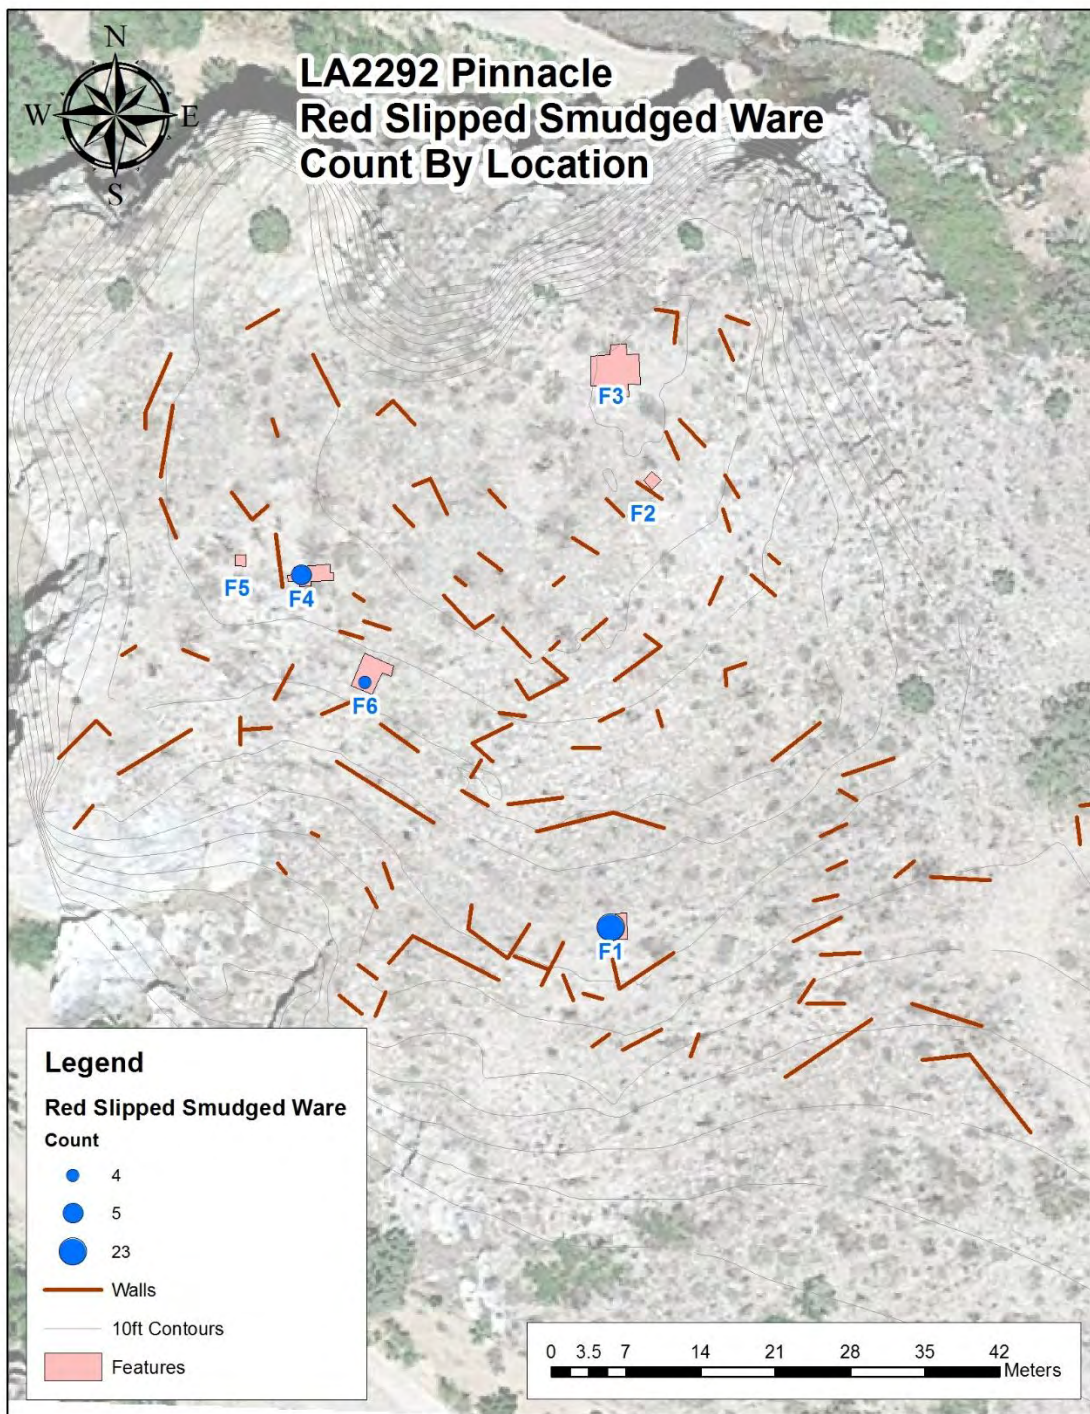 N
W E
S
LA2292 Pinnacle
Red Slipped Smudged Ware
Count By Location
F3
F2
F5
F4
F6
F1
Legend
Red Slipped Smudged Ware
Count
4
5
23
Walls
10ft Contours
Features
0 3.5 7 14 21 28 35 42
Meters